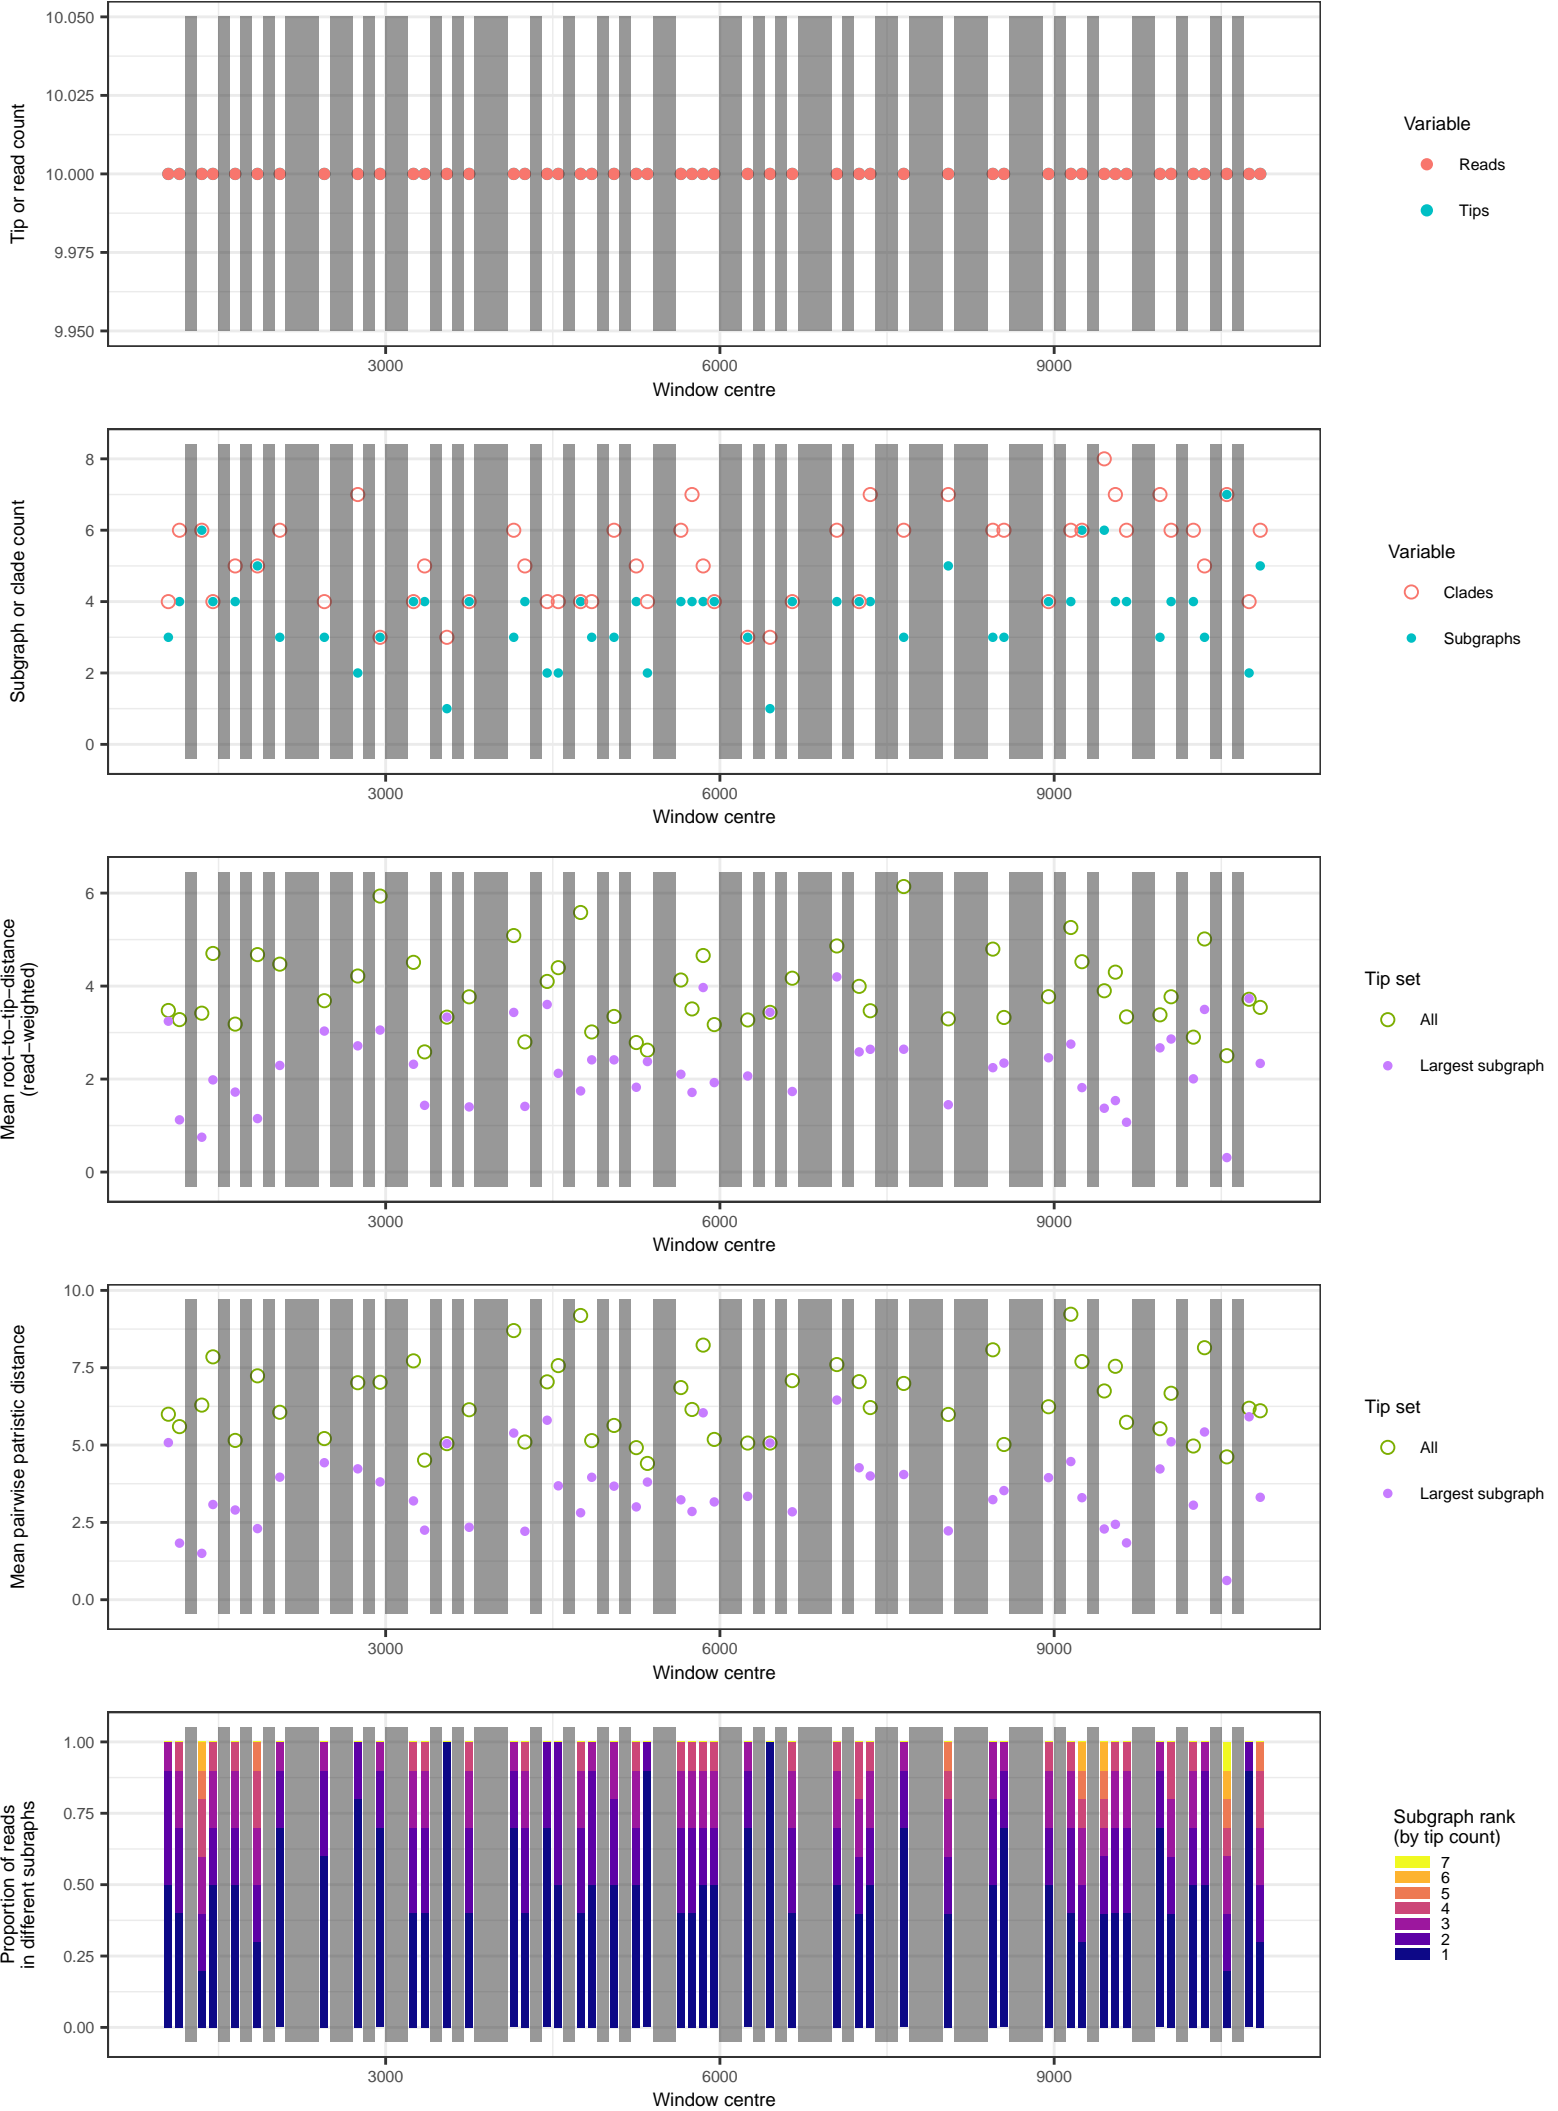 10.050
10.025
10.000
9.975
9.950
Tip or read count
3000
6000
9000
Window centre
Variable
Reads
Tips
8
6
4
2
0
Subgraph or clade count
3000
6000
9000
Window centre
Variable
Clades
Subgraphs
6
4
2
0
Mean root−to−tip−distance
(read−weighted)
3000
6000
9000
Window centre
Tip set
All
Largest subgraph
10.0
7.5
5.0
2.5
0.0
Mean pairwise patristic distance
3000
6000
9000
Window centre
Tip set
All
Largest subgraph
1.00
0.75
0.50
0.25
0.00
Proportion of reads
in different subraphs
3000
6000
9000
Window centre
Subgraph rank
(by tip count)
7
6
5
4
3
2
1